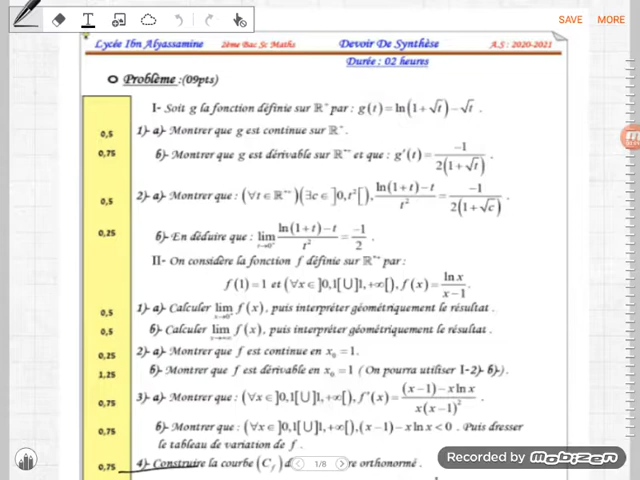 SAVE MORE
Lycée Ibn Alyassamine 2ème Bac Sc Maths Devoir De Synthèse A.S : 2020-2021
Durée : 02 heures
Problème :(09pts)
I- Soit g la fonction définie sur ℝ⁺ par : g(t) = ln(1+√t) − √t .
0,5 1)- a)- Montrer que g est continue sur ℝ⁺.
0,75 b)- Montrer que g est dérivable sur ℝ⁺* et que : g'(t) = −1 / 2(1+√t)
0,5 2)- a)- Montrer que : (∀t ∈ ℝ⁺*)(∃c ∈ ]0,t²[), (ln(1+t) − t) / t² = −1 / 2(1+√c)
0,25 b)- En déduire que : lim t→0⁺ (ln(1+t) − t) / t² = −1/2 .
II- On considère la fonction f définie sur ℝ⁺* par :
f(1) = 1 et (∀x ∈ ]0,1[∪]1,+∞[), f(x) = ln x / x−1 .
0,5 1)- a)- Calculer lim x→0⁺ f(x), puis interpréter géométriquement le résultat.
0,5 b)- Calculer lim x→+∞ f(x), puis interpréter géométriquement le résultat.
0,25 2)- a)- Montrer que f est continue en x₀ = 1.
1,25 b)- Montrer que f est dérivable en x₀ = 1 ( On pourra utiliser I-2)- b)-).
0,75 3)- a)- Montrer que : (∀x ∈ ]0,1[∪]1,+∞[), f'(x) = (x−1) − x ln x / x(x−1)² .
0,75 b)- Montrer que : (∀x ∈ ]0,1[∪]1,+∞[), (x−1) − x ln x < 0 . Puis dresser
le tableau de variation de f .
0,75 4)- Construire la courbe (C_f) d 1/8 re orthonormé .
Recorded by mobizen